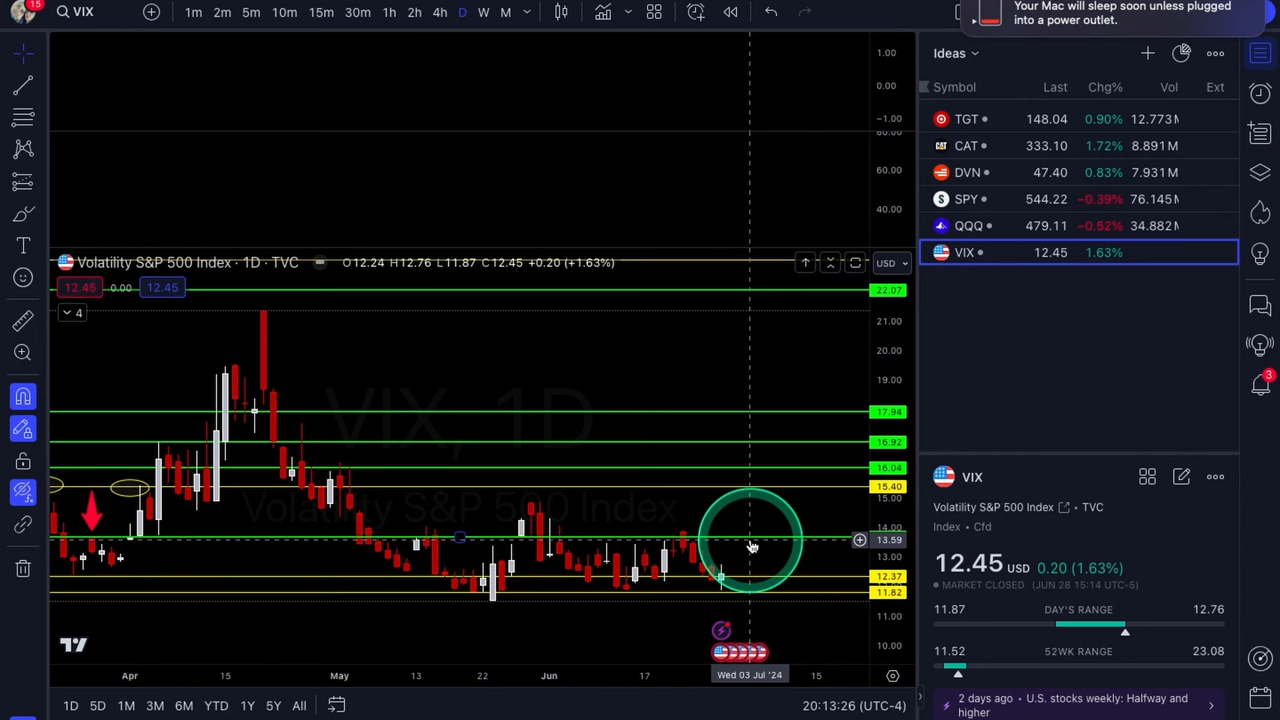 15
VIX
1m 2m 5m 10m 15m 30m 1h 2h 4h D W M
Your Mac will sleep soon unless plugged
into a power outlet.
Ideas
Symbol Last Chg% Vol Ext
TGT 148.04 0.90% 12.773M
CAT 333.10 1.72% 8.891M
DVN 47.40 0.83% 7.931M
SPY 544.22 −0.39% 76.145M
QQQ 479.11 −0.52% 34.882M
VIX 12.45 1.63%
1.00
0.00
−1.00
80.00
60.00
40.00
Volatility S&P 500 Index · 1D · TVC O12.24 H12.76 L11.87 C12.45 +0.20 (+1.63%)
USD
12.45 0.00 12.45
4
22.07
21.00
20.00
19.00
17.94
16.92
16.04
15.40
15.00
14.00
13.59
13.00
12.37
11.82
11.00
10.00
VIX, 1D
Volatility S&P 500 Index
Apr 15 May 13 22 Jun 17 Wed 03 Jul '24 15
1D 5D 1M 3M 6M YTD 1Y 5Y All
20:13:26 (UTC-4)
VIX
Volatility S&P 500 Index · TVC
Index · Cfd
12.45 USD 0.20 (1.63%)
MARKET CLOSED (JUN 28 15:14 UTC-5)
11.87 DAY'S RANGE 12.76
11.52 52WK RANGE 23.08
2 days ago · U.S. stocks weekly: Halfway and
higher
3